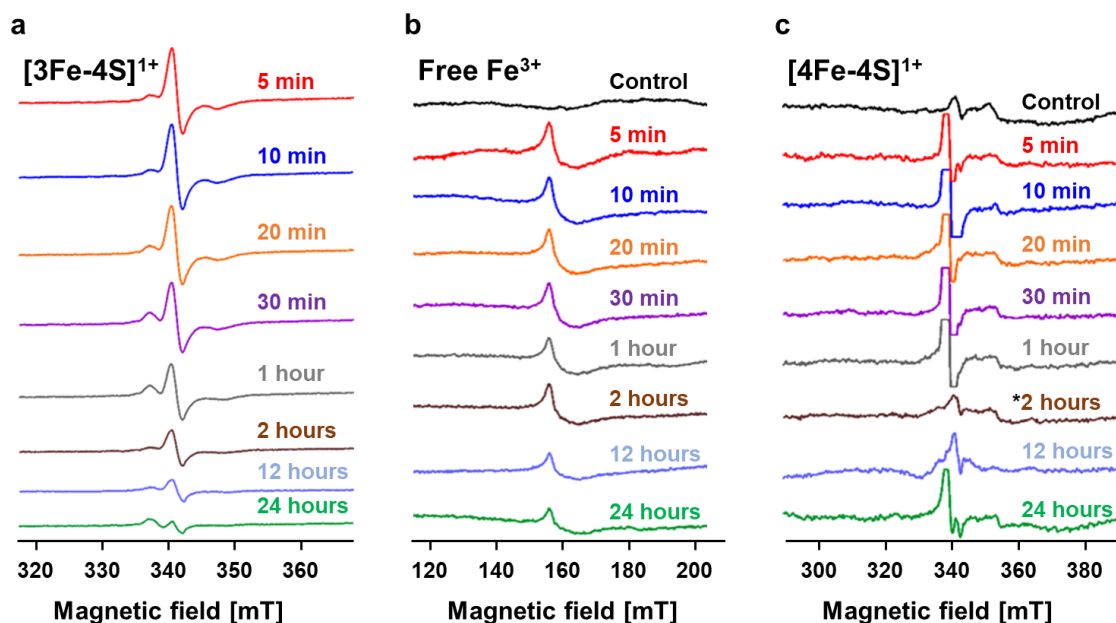 a
[3Fe-4S]1+
5 min
10 min
20 min
30 min
1 hour
2 hours
12 hours
24 hours
320 330 340 350 360
Magnetic field [mT]
b
Free Fe3+
Control
5 min
10 min
20 min
30 min
1 hour
2 hours
12 hours
24 hours
120 140 160 180 200
Magnetic field [mT]
c
[4Fe-4S]1+
Control
5 min
10 min
20 min
30 min
1 hour
*2 hours
12 hours
24 hours
300 320 340 360 380
Magnetic field [mT]